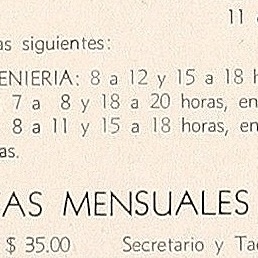 11
as siguientes:
ENIERIA: 8 a 12 y 15 a 18 h
7 a 8 y 18 a 20 horas, en
8 a 11 y 15 a 18 horas, en
as.
AS MENSUALES
$ 35.00 Secretario y Ta